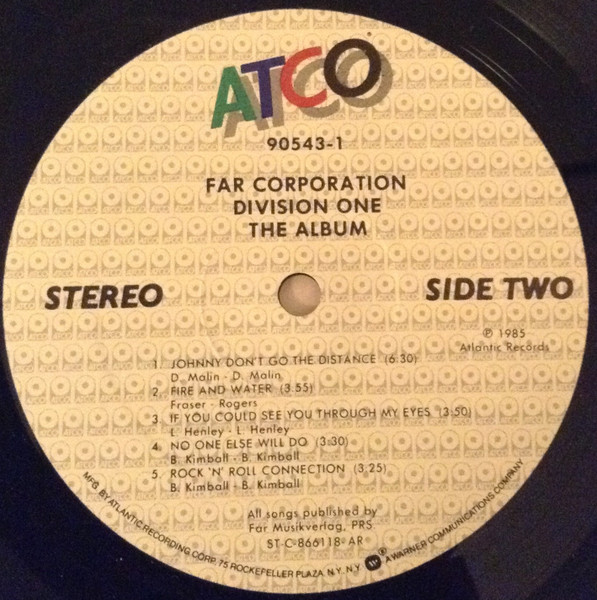 ATCO
90543-1
FAR CORPORATION
DIVISION ONE
THE ALBUM
STEREO
SIDE TWO
℗ 1985
Atlantic Records
1. JOHNNY DON'T GO THE DISTANCE (6:30)
D. Malin - D. Malin
2. FIRE AND WATER (3:55)
Fraser - Rogers
3. IF YOU COULD SEE YOU THROUGH MY EYES (3:50)
L. Henley - L. Henley
4. NO ONE ELSE WILL DO (3:30)
B. Kimball - B. Kimball
5. ROCK 'N' ROLL CONNECTION (3:25)
B. Kimball - B. Kimball
All songs published by
Far Musikverlag, PRS
ST-C-866118-AR
MFG. BY ATLANTIC RECORDING CORP. 75 ROCKEFELLER PLAZA, N.Y. N.Y. ® A WARNER COMMUNICATIONS COMPANY